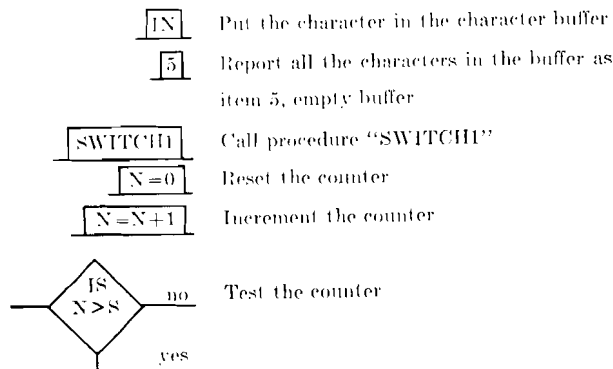 IN Put the character in the character buffer
5 Report all the characters in the buffer as
item 5, empty buffer
SWITCH1 Call procedure “SWITCH1”
N=0 Reset the counter
N=N+1 Increment the counter
IS
N>8 no Test the counter
yes